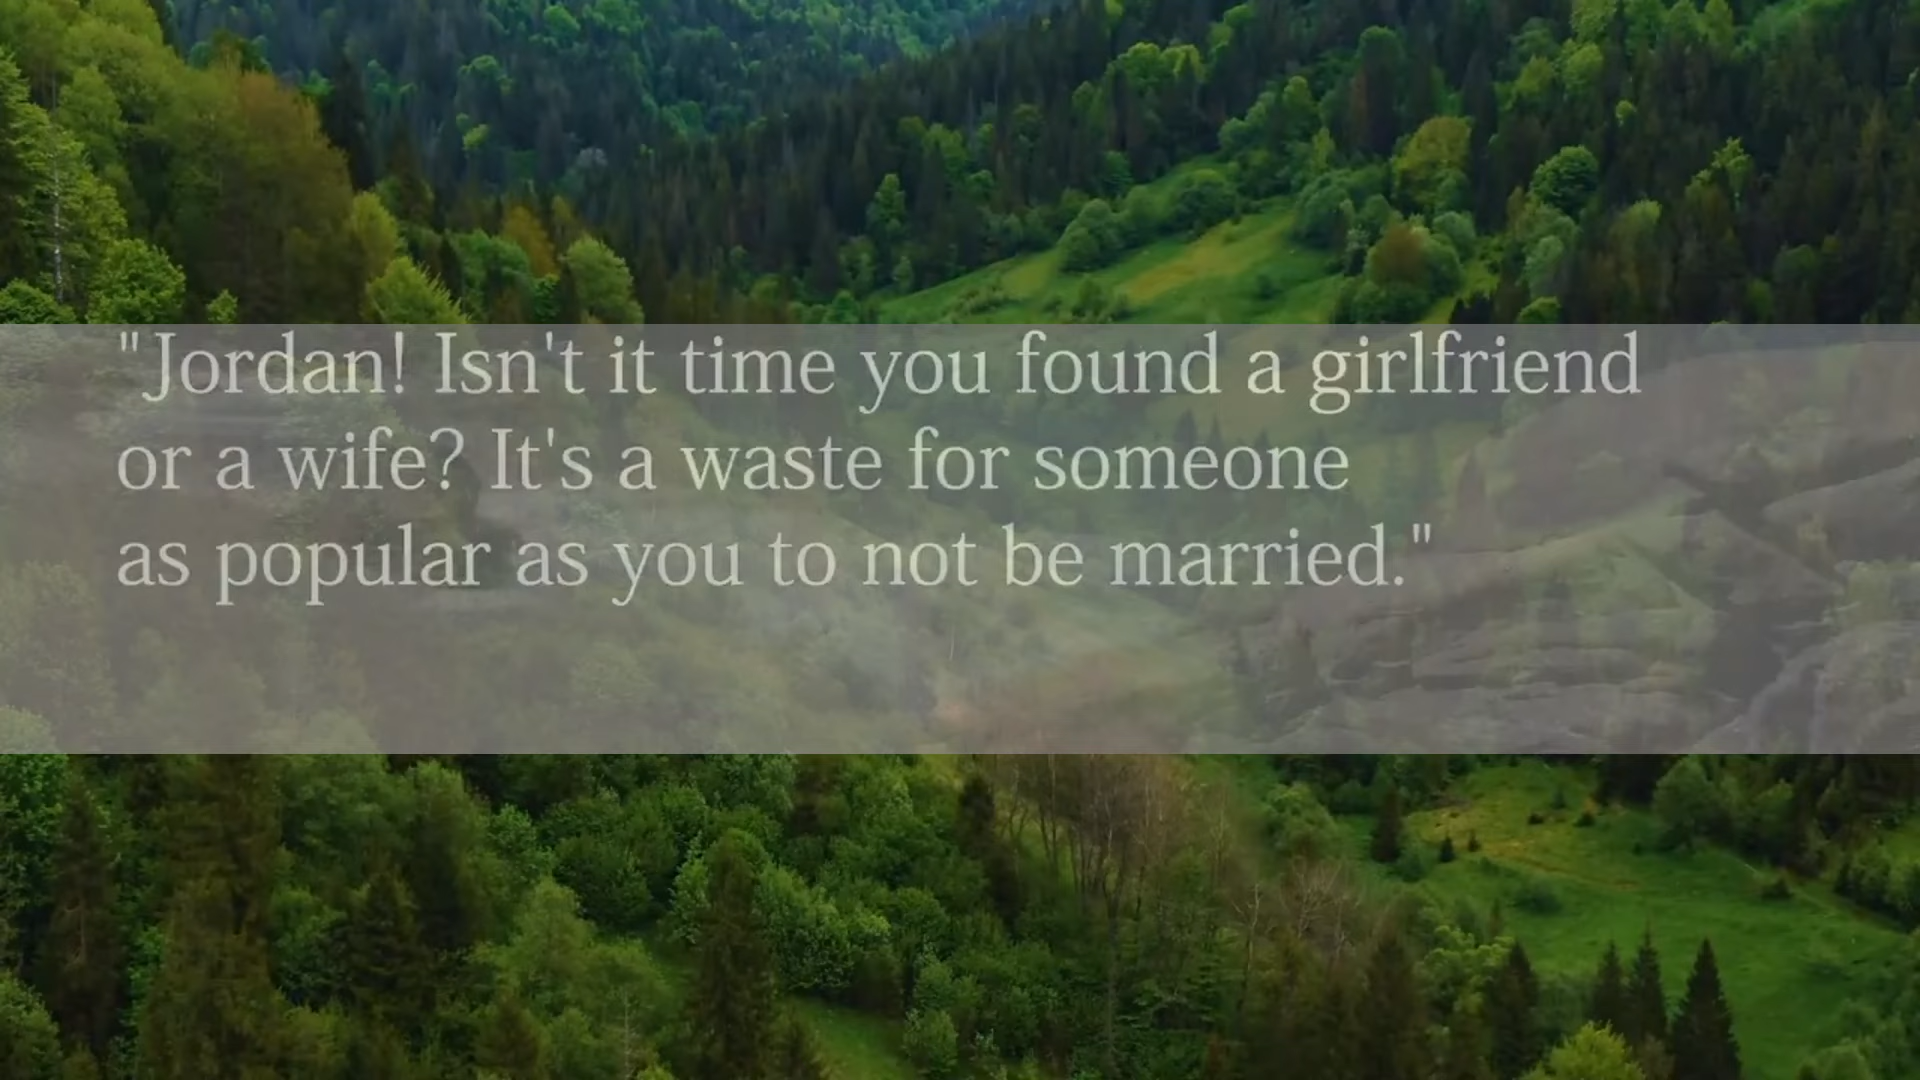 "Jordan! Isn't it time you found a girlfriend
or a wife? It's a waste for someone
as popular as you to not be married."